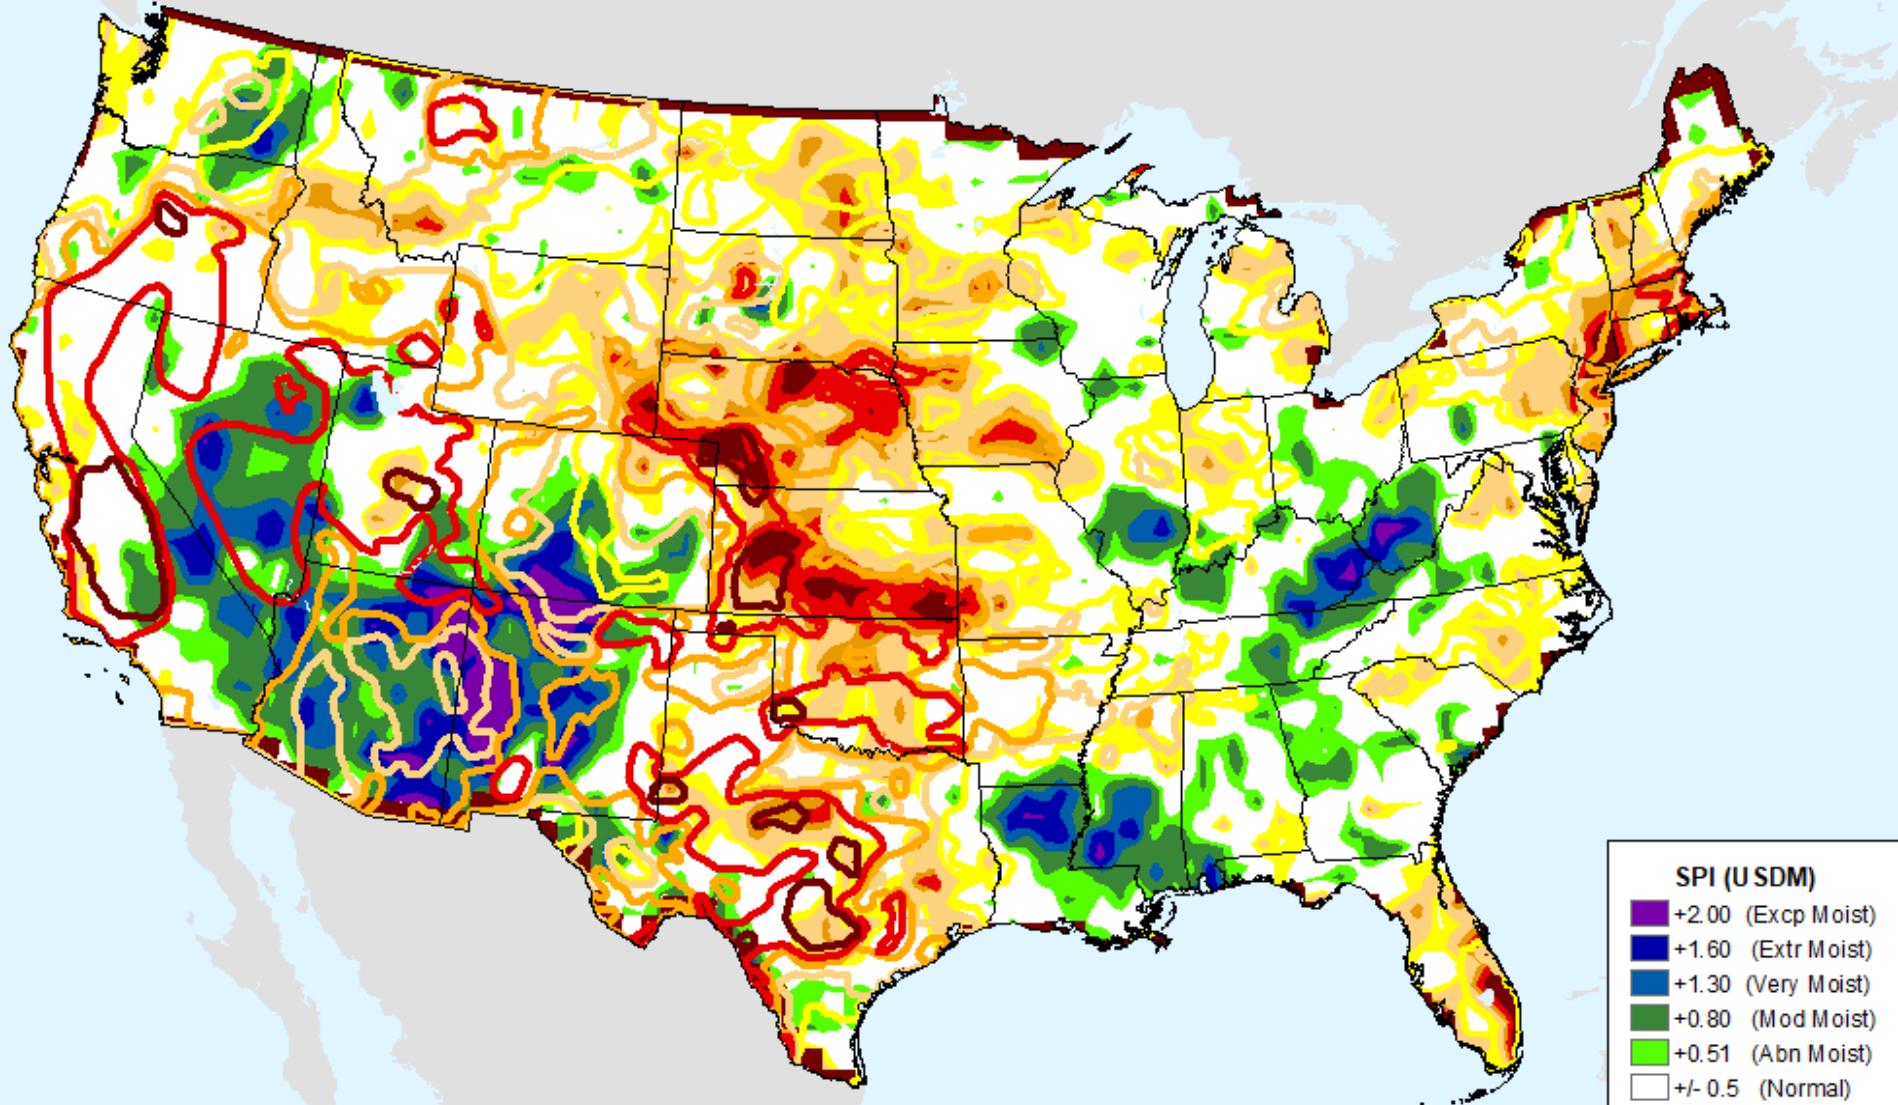 SPI (USDM)
+2.00 (Excp Moist)
+1.60 (Extr Moist)
+1.30 (Very Moist)
+0.80 (Mod Moist)
+0.51 (Abn Moist)
+/- 0.5 (Normal)